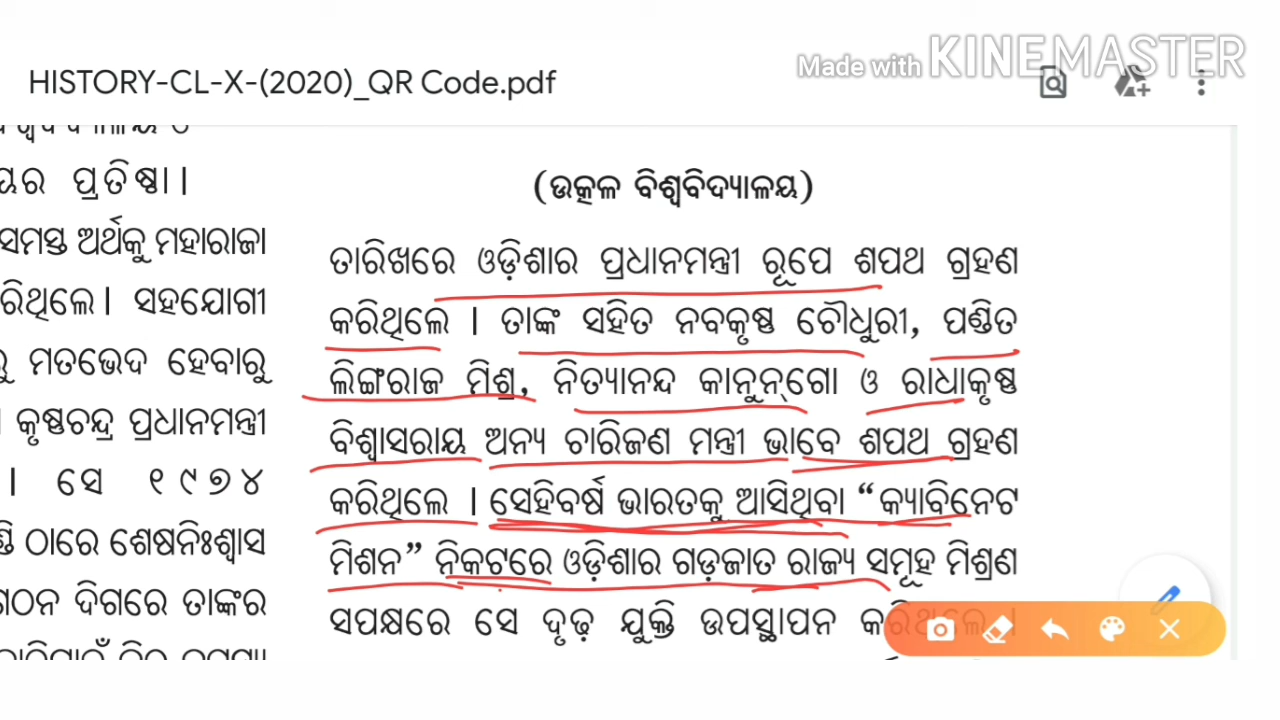 Made with KINEMASTER
HISTORY-CL-X-(2020)_QR Code.pdf
ୟର ପ୍ରତିଷ୍ଠା।
ସମସ୍ତ ଅର୍ଥକୁ ମହାରାଜା
ରିଥିଲେ। ସହଯୋଗୀ
ମତଭେଦ ହେବାରୁ
କୃଷ୍ଣଚନ୍ଦ୍ର ପ୍ରଧାନମନ୍ତ୍ରୀ
। ସେ ୧୯୭୪
ଠାରେ ଶେଷନିଃଶ୍ୱାସ
ଗଠନ ଦିଗରେ ତାଙ୍କର
(ଉତ୍କଳ ବିଶ୍ୱବିଦ୍ୟାଳୟ)
ତାରିଖରେ ଓଡ଼ିଶାର ପ୍ରଧାନମନ୍ତ୍ରୀ ରୂପେ ଶପଥ ଗ୍ରହଣ
କରିଥିଲେ । ତାଙ୍କ ସହିତ ନବକୃଷ୍ଣ ଚୌଧୁରୀ, ପଣ୍ଡିତ
ଲିଙ୍ଗରାଜ ମିଶ୍ର, ନିତ୍ୟାନନ୍ଦ କାନୁନ୍‌ଗୋ ଓ ରାଧାକୃଷ୍ଣ
ବିଶ୍ୱାସରାୟ ଅନ୍ୟ ଚାରିଜଣ ମନ୍ତ୍ରୀ ଭାବେ ଶପଥ ଗ୍ରହଣ
କରିଥିଲେ । ସେହିବର୍ଷ ଭାରତକୁ ଆସିଥିବା “କ୍ୟାବିନେଟ
ମିଶନ” ନିକଟରେ ଓଡ଼ିଶାର ଗଡ଼ଜାତ ରାଜ୍ୟ ସମୂହ ମିଶ୍ରଣ
ସପକ୍ଷରେ ସେ ଦୃଢ଼ ଯୁକ୍ତି ଉପସ୍ଥାପନ କରିଥିଲେ ।